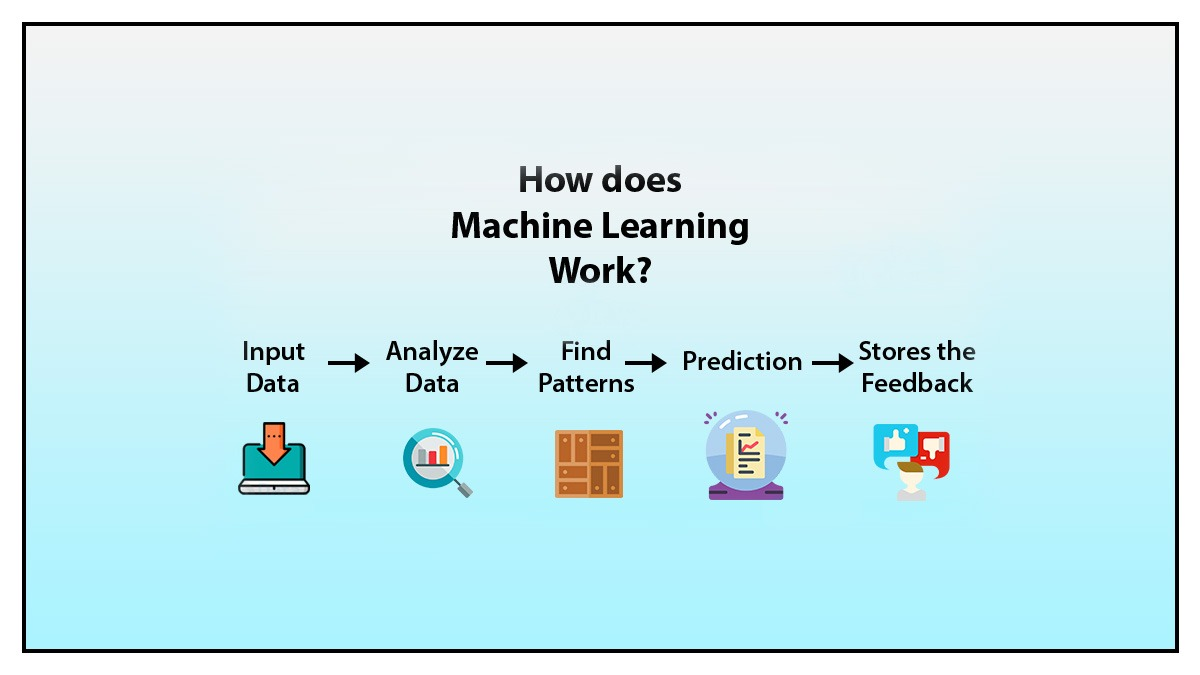 How does
Machine Learning
Work?
Input
Data
Analyze
Data
Find
Patterns
Prediction
Stores the
Feedback